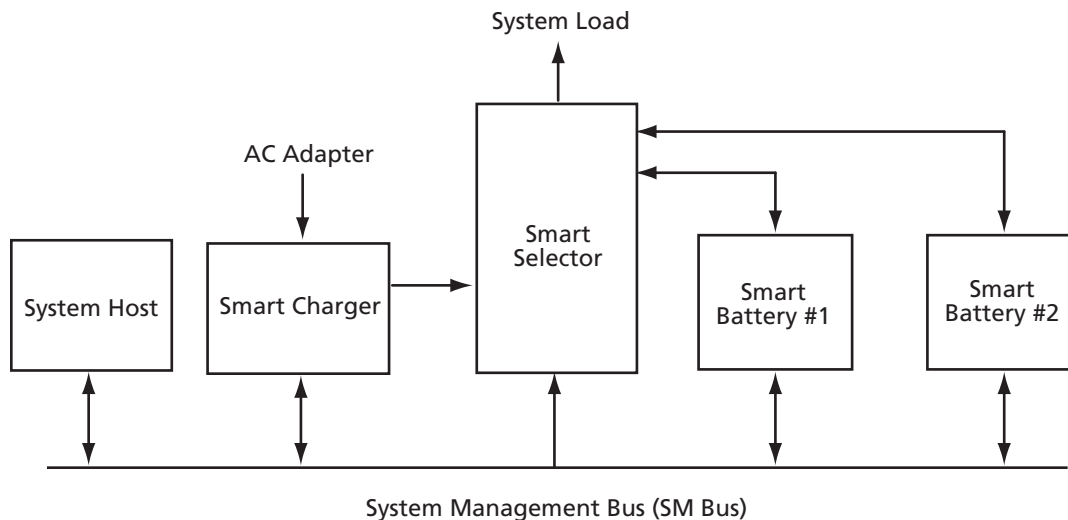 System Load
AC Adapter
Smart
Selector
System Host
Smart Charger
Smart
Battery #1
Smart
Battery #2
System Management Bus (SM Bus)